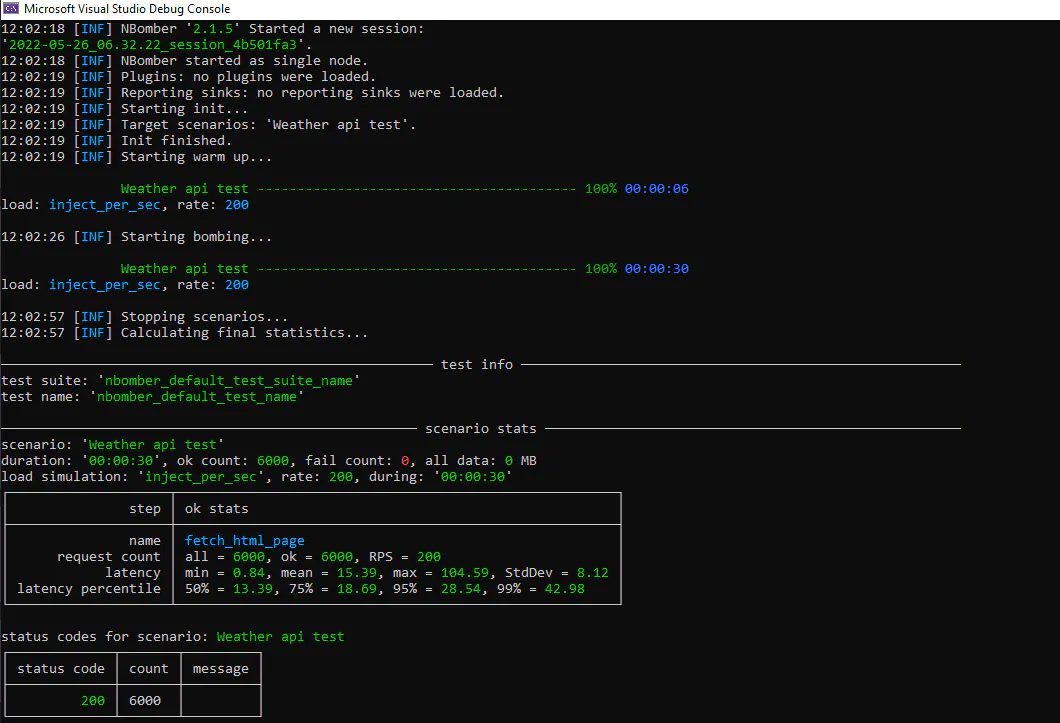 Microsoft Visual Studio Debug Console
12:02:18 [INF] NBomber '2.1.5' Started a new session:
'2022-05-26_06.32.22_session_4b501fa3'.
12:02:18 [INF] NBomber started as single node.
12:02:19 [INF] Plugins: no plugins were loaded.
12:02:19 [INF] Reporting sinks: no reporting sinks were loaded.
12:02:19 [INF] Starting init...
12:02:19 [INF] Target scenarios: 'Weather api test'.
12:02:19 [INF] Init finished.
12:02:19 [INF] Starting warm up...
Weather api test ---------------------------------------- 100% 00:00:06
load: inject_per_sec, rate: 200
12:02:26 [INF] Starting bombing...
Weather api test ---------------------------------------- 100% 00:00:30
load: inject_per_sec, rate: 200
12:02:57 [INF] Stopping scenarios...
12:02:57 [INF] Calculating final statistics...
test info
test suite: 'nbomber_default_test_suite_name'
test name: 'nbomber_default_test_name'
scenario stats
scenario: 'Weather api test'
duration: '00:00:30', ok count: 6000, fail count: 0, all data: 0 MB
load simulation: 'inject_per_sec', rate: 200, during: '00:00:30'
step ok stats
name fetch_html_page
request count all = 6000, ok = 6000, RPS = 200
latency min = 0.84, mean = 15.39, max = 104.59, StdDev = 8.12
latency percentile 50% = 13.39, 75% = 18.69, 95% = 28.54, 99% = 42.98
status codes for scenario: Weather api test
status code count message
200 6000